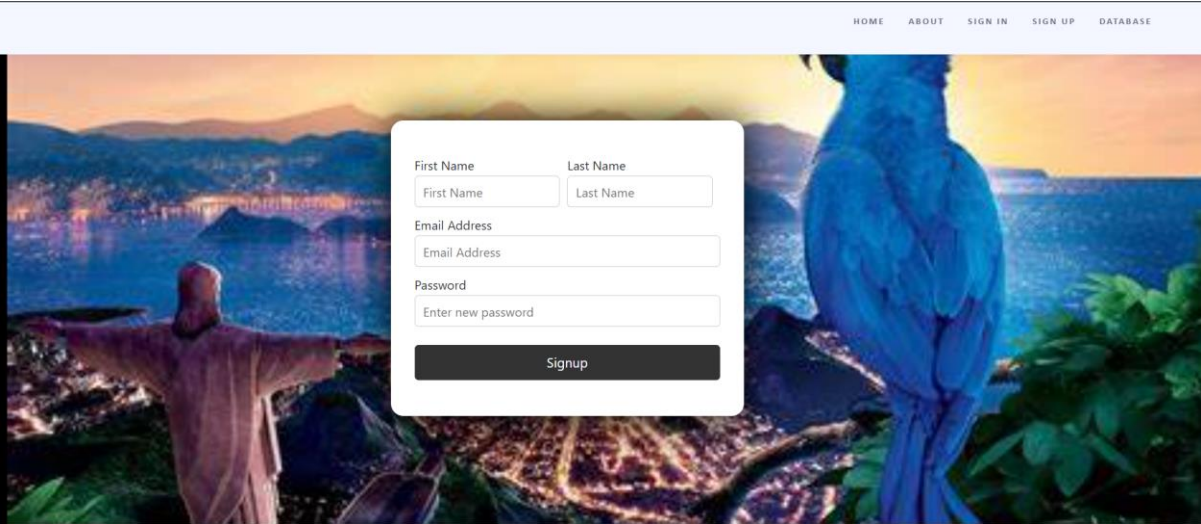 HOME ABOUT SIGN IN SIGN UP DATABASE
First Name Last Name
First Name Last Name
Email Address
Email Address
Password
Enter new password
Signup